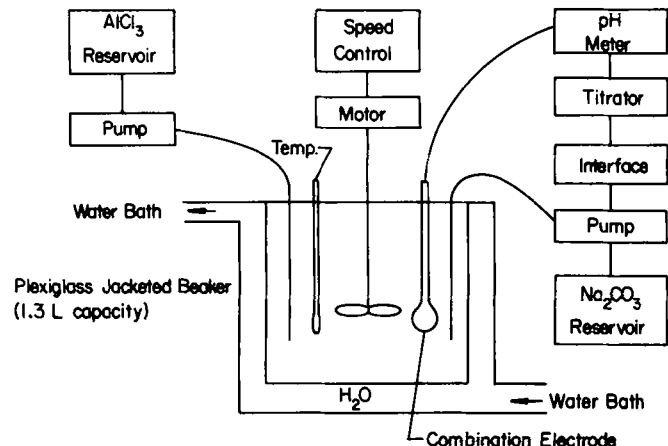 AlCl₃
Reservoir
Pump
Speed
Control
Motor
pH
Meter
Titrator
Interface
Pump
Na₂CO₃
Reservoir
Temp.
Water Bath
Plexiglass Jacketed Beaker
(1.3 L capacity)
H₂O
Water Bath
Combination Electrode